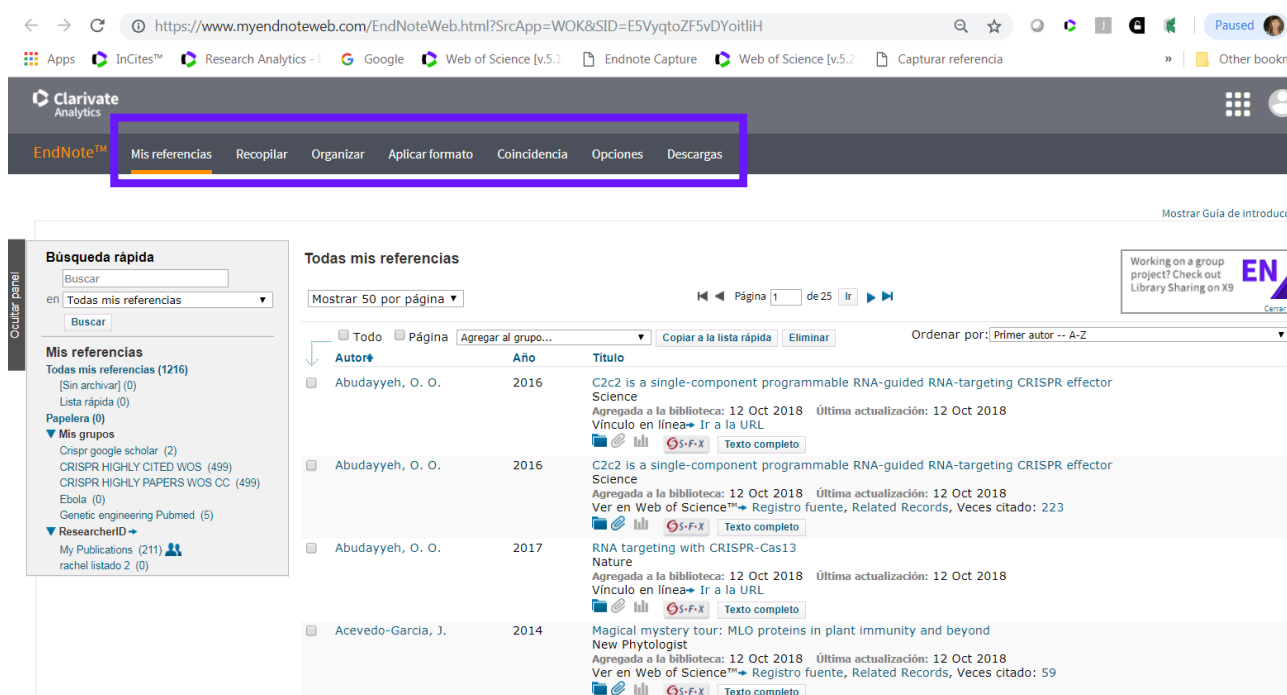 https://www.myendnoteweb.com/EndNoteWeb.html?SrcApp=WOK&SID=E5VyqtoZF5vDYoitliH
Paused
Apps InCites™ Research Analytics - Google Web of Science [v.5.1 Endnote Capture Web of Science [v.5.2 Capturar referencia » Other bookn
Clarivate
Analytics
EndNote™ Mis referencias Recopilar Organizar Aplicar formato Coincidencia Opciones Descargas
Mostrar Guía de introducc
Ocultar panel
Búsqueda rápida
Buscar
en Todas mis referencias
Buscar
Mis referencias
Todas mis referencias (1216)
[Sin archivar] (0)
Lista rápida (0)
Papelera (0)
Mis grupos
Crispr google scholar (2)
CRISPR HIGHLY CITED WOS (499)
CRISPR HIGHLY PAPERS WOS CC (499)
Ebola (0)
Genetic engineering Pubmed (5)
ResearcherID
My Publications (211)
rachel listado 2 (0)
Todas mis referencias
Mostrar 50 por página
Página 1 de 25 Ir
Working on a group
project? Check out
Library Sharing on X9
EN
Cerrar
Todo Página Agregar al grupo... Copiar a la lista rápida Eliminar Ordenar por: Primer autor -- A-Z
Autor Año Título
Abudayyeh, O. O. 2016 C2c2 is a single-component programmable RNA-guided RNA-targeting CRISPR effector
Science
Agregada a la biblioteca: 12 Oct 2018 Última actualización: 12 Oct 2018
Vínculo en línea Ir a la URL
S·F·X Texto completo
Abudayyeh, O. O. 2016 C2c2 is a single-component programmable RNA-guided RNA-targeting CRISPR effector
Science
Agregada a la biblioteca: 12 Oct 2018 Última actualización: 12 Oct 2018
Ver en Web of Science™ Registro fuente, Related Records, Veces citado: 223
S·F·X Texto completo
Abudayyeh, O. O. 2017 RNA targeting with CRISPR-Cas13
Nature
Agregada a la biblioteca: 12 Oct 2018 Última actualización: 12 Oct 2018
Vínculo en línea Ir a la URL
S·F·X Texto completo
Acevedo-Garcia, J. 2014 Magical mystery tour: MLO proteins in plant immunity and beyond
New Phytologist
Agregada a la biblioteca: 12 Oct 2018 Última actualización: 12 Oct 2018
Ver en Web of Science™ Registro fuente, Related Records, Veces citado: 59
S·F·X Texto completo